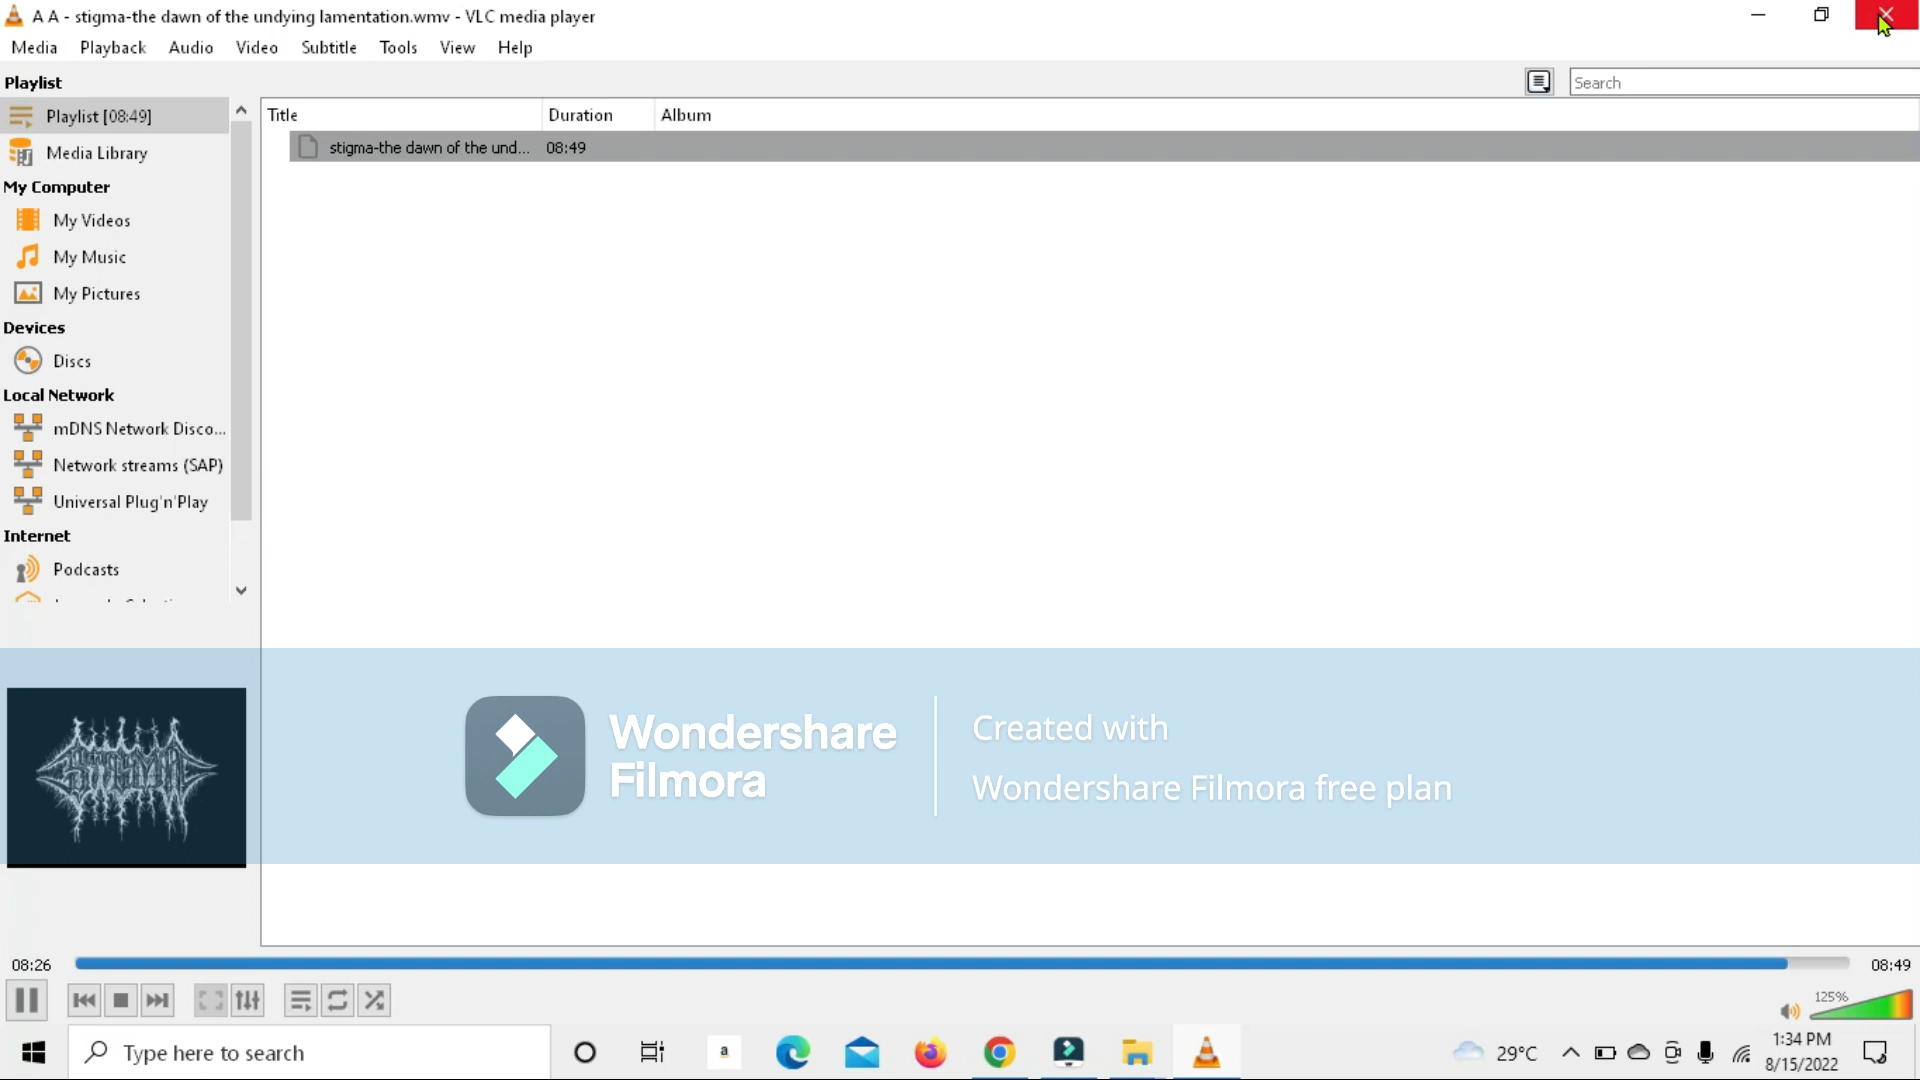 A A - stigma-the dawn of the undying lamentation.wmv - VLC media player
Media Playback Audio Video Subtitle Tools View Help
Playlist
Search
Playlist [08:49]
Title Duration Album
stigma-the dawn of the und... 08:49
Media Library
My Computer
My Videos
My Music
My Pictures
Devices
Discs
Local Network
mDNS Network Disco...
Network streams (SAP)
Universal Plug'n'Play
Internet
Podcasts
STIGMA
Wondershare
Filmora
Created with
Wondershare Filmora free plan
08:26
08:49
125%
Type here to search
a
29°C
1:34 PM
8/15/2022